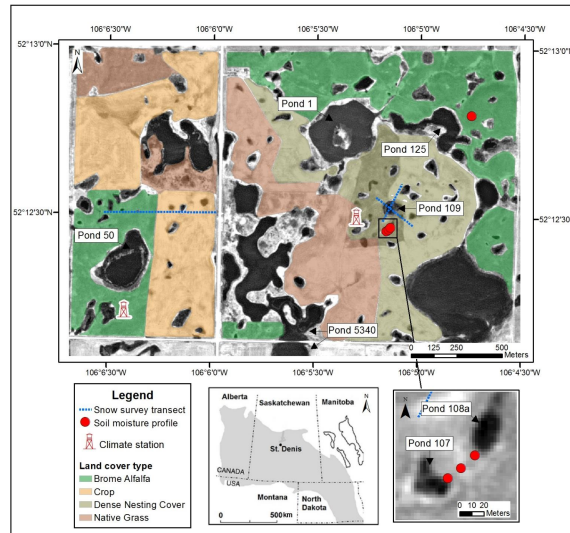 106°6'30"W 106°6'0"W 106°5'30"W 106°5'0"W 106°4'30"W
52°13'0"N 52°13'0"N
N
Pond 1
Pond 125
52°12'30"N Pond 109 52°12'30"N
Pond 50
Pond 5340
0 125 250 500
Meters
106°6'30"W 106°6'0"W 106°5'30"W 106°5'0"W 106°4'30"W
Legend
Snow survey transect
Soil moisture profile
Climate station
Land cover type
Brome Alfalfa
Crop
Dense Nesting Cover
Native Grass
Alberta
Saskatchewan
Manitoba
N
St. Denis
CANADA
USA
Montana
North
Dakota
0 500km
N
Pond 108a
Pond 107
0 10 20
Meters